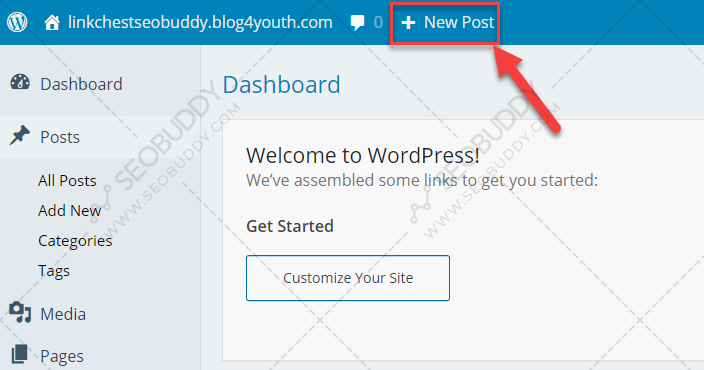 linkchestseobuddy.blog4youth.com 0 + New Post
Dashboard
Dashboard
Posts
All Posts
Add New
Categories
Tags
Media
Pages
Welcome to WordPress!
We’ve assembled some links to get you started:
Get Started
Customize Your Site
SEOBUDDY
WWW.SEOBUDDY.COM
SEOBUDDY
WWW.SEOBUDDY.COM